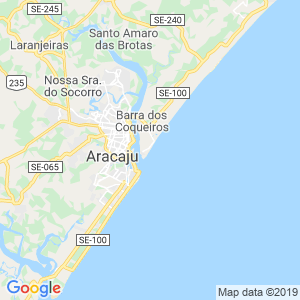 SE-245
SE-240
Santo Amaro
das Brotas
Laranjeiras
235
Nossa Sra.
do Socorro
SE-100
Barra dos
Coqueiros
Aracaju
SE-065
SE-100
Google
Map data ©2019